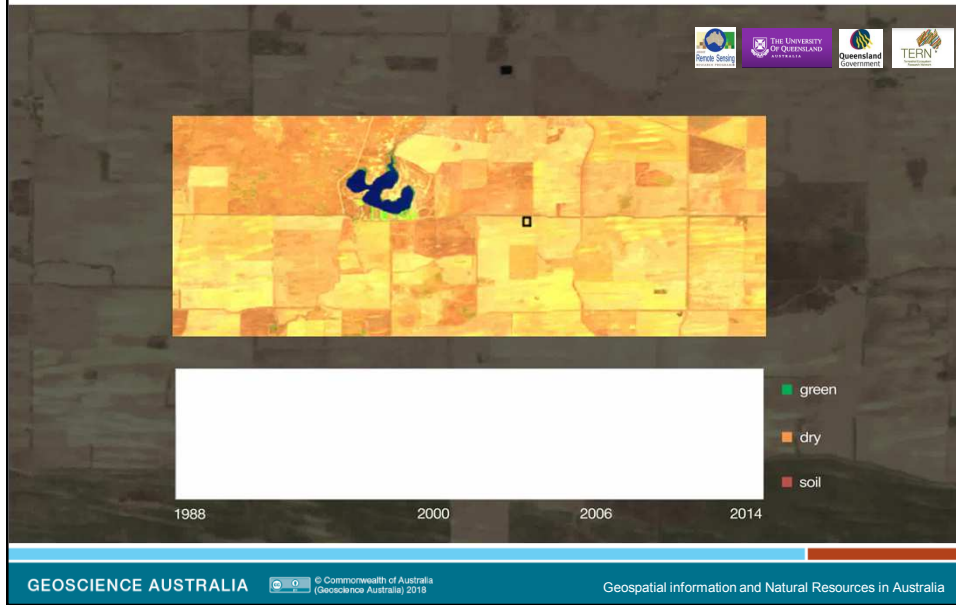 Remote Sensing
THE UNIVERSITY
OF QUEENSLAND
AUSTRALIA
Queensland
Government
TERN
green
dry
soil
1988 2000 2006 2014
GEOSCIENCE AUSTRALIA
© Commonwealth of Australia
(Geoscience Australia) 2018
Geospatial information and Natural Resources in Australia